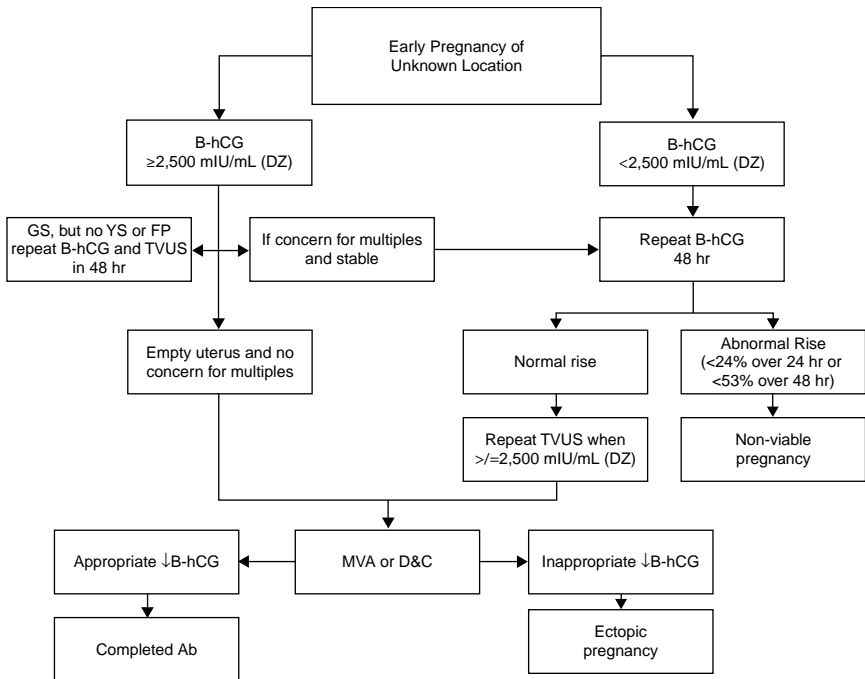 Early Pregnancy of
Unknown Location
B-hCG
≥2,500 mIU/mL (DZ)
B-hCG
<2,500 mIU/mL (DZ)
GS, but no YS or FP
repeat B-hCG and TVUS
in 48 hr
If concern for multiples
and stable
Repeat B-hCG
48 hr
Empty uterus and no
concern for multiples
Normal rise
Abnormal Rise
(<24% over 24 hr or
<53% over 48 hr)
Repeat TVUS when
>/=2,500 mIU/mL (DZ)
Non-viable
pregnancy
Appropriate ↓B-hCG
MVA or D&C
Inappropriate ↓B-hCG
Completed Ab
Ectopic
pregnancy